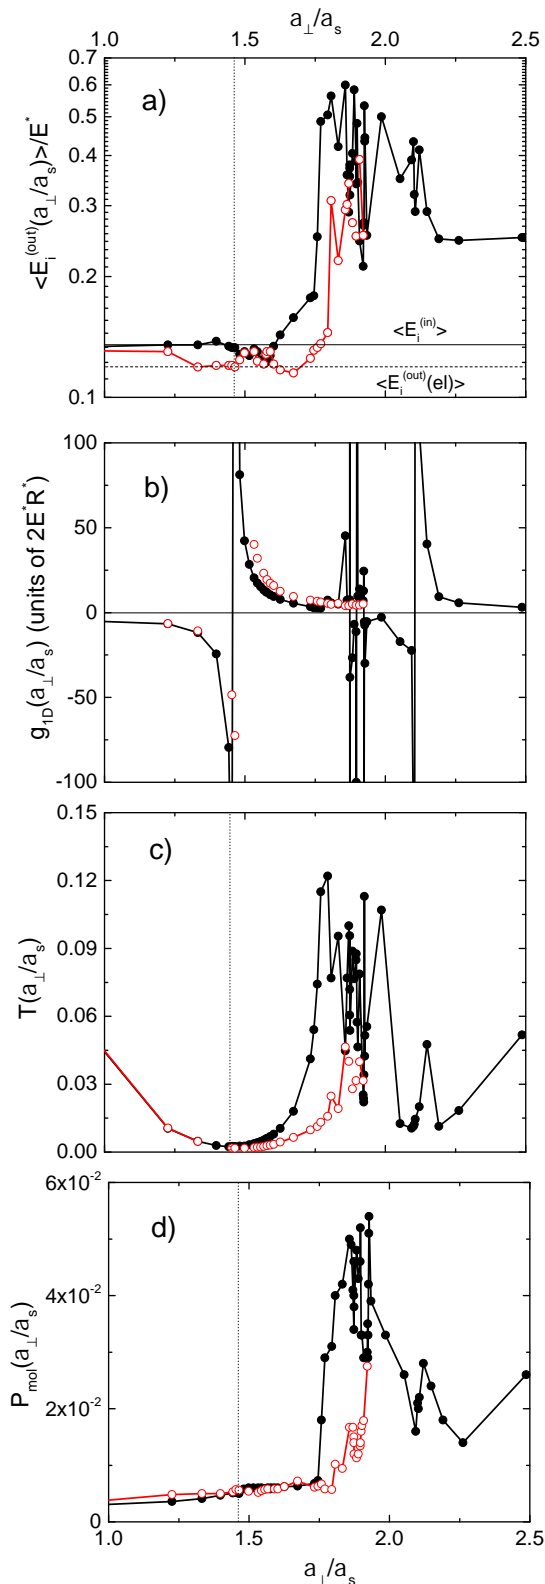 a⊥/as
1.0 1.5 2.0 2.5
0.7
0.6
0.5
0.4
0.3
0.2
0.1
<Ei(out)(a⊥/as)>/E*
a)
<Ei(in)>
<Ei(out)(el)>
100
50
0
-50
-100
g1D(a⊥/as) (units of 2E*R*)
b)
0.15
0.12
0.09
0.06
0.03
0.00
T(a⊥/as)
c)
6x10-2
4x10-2
2x10-2
0
Pmol(a⊥/as)
d)
1.0 1.5 2.0 2.5
a⊥/as